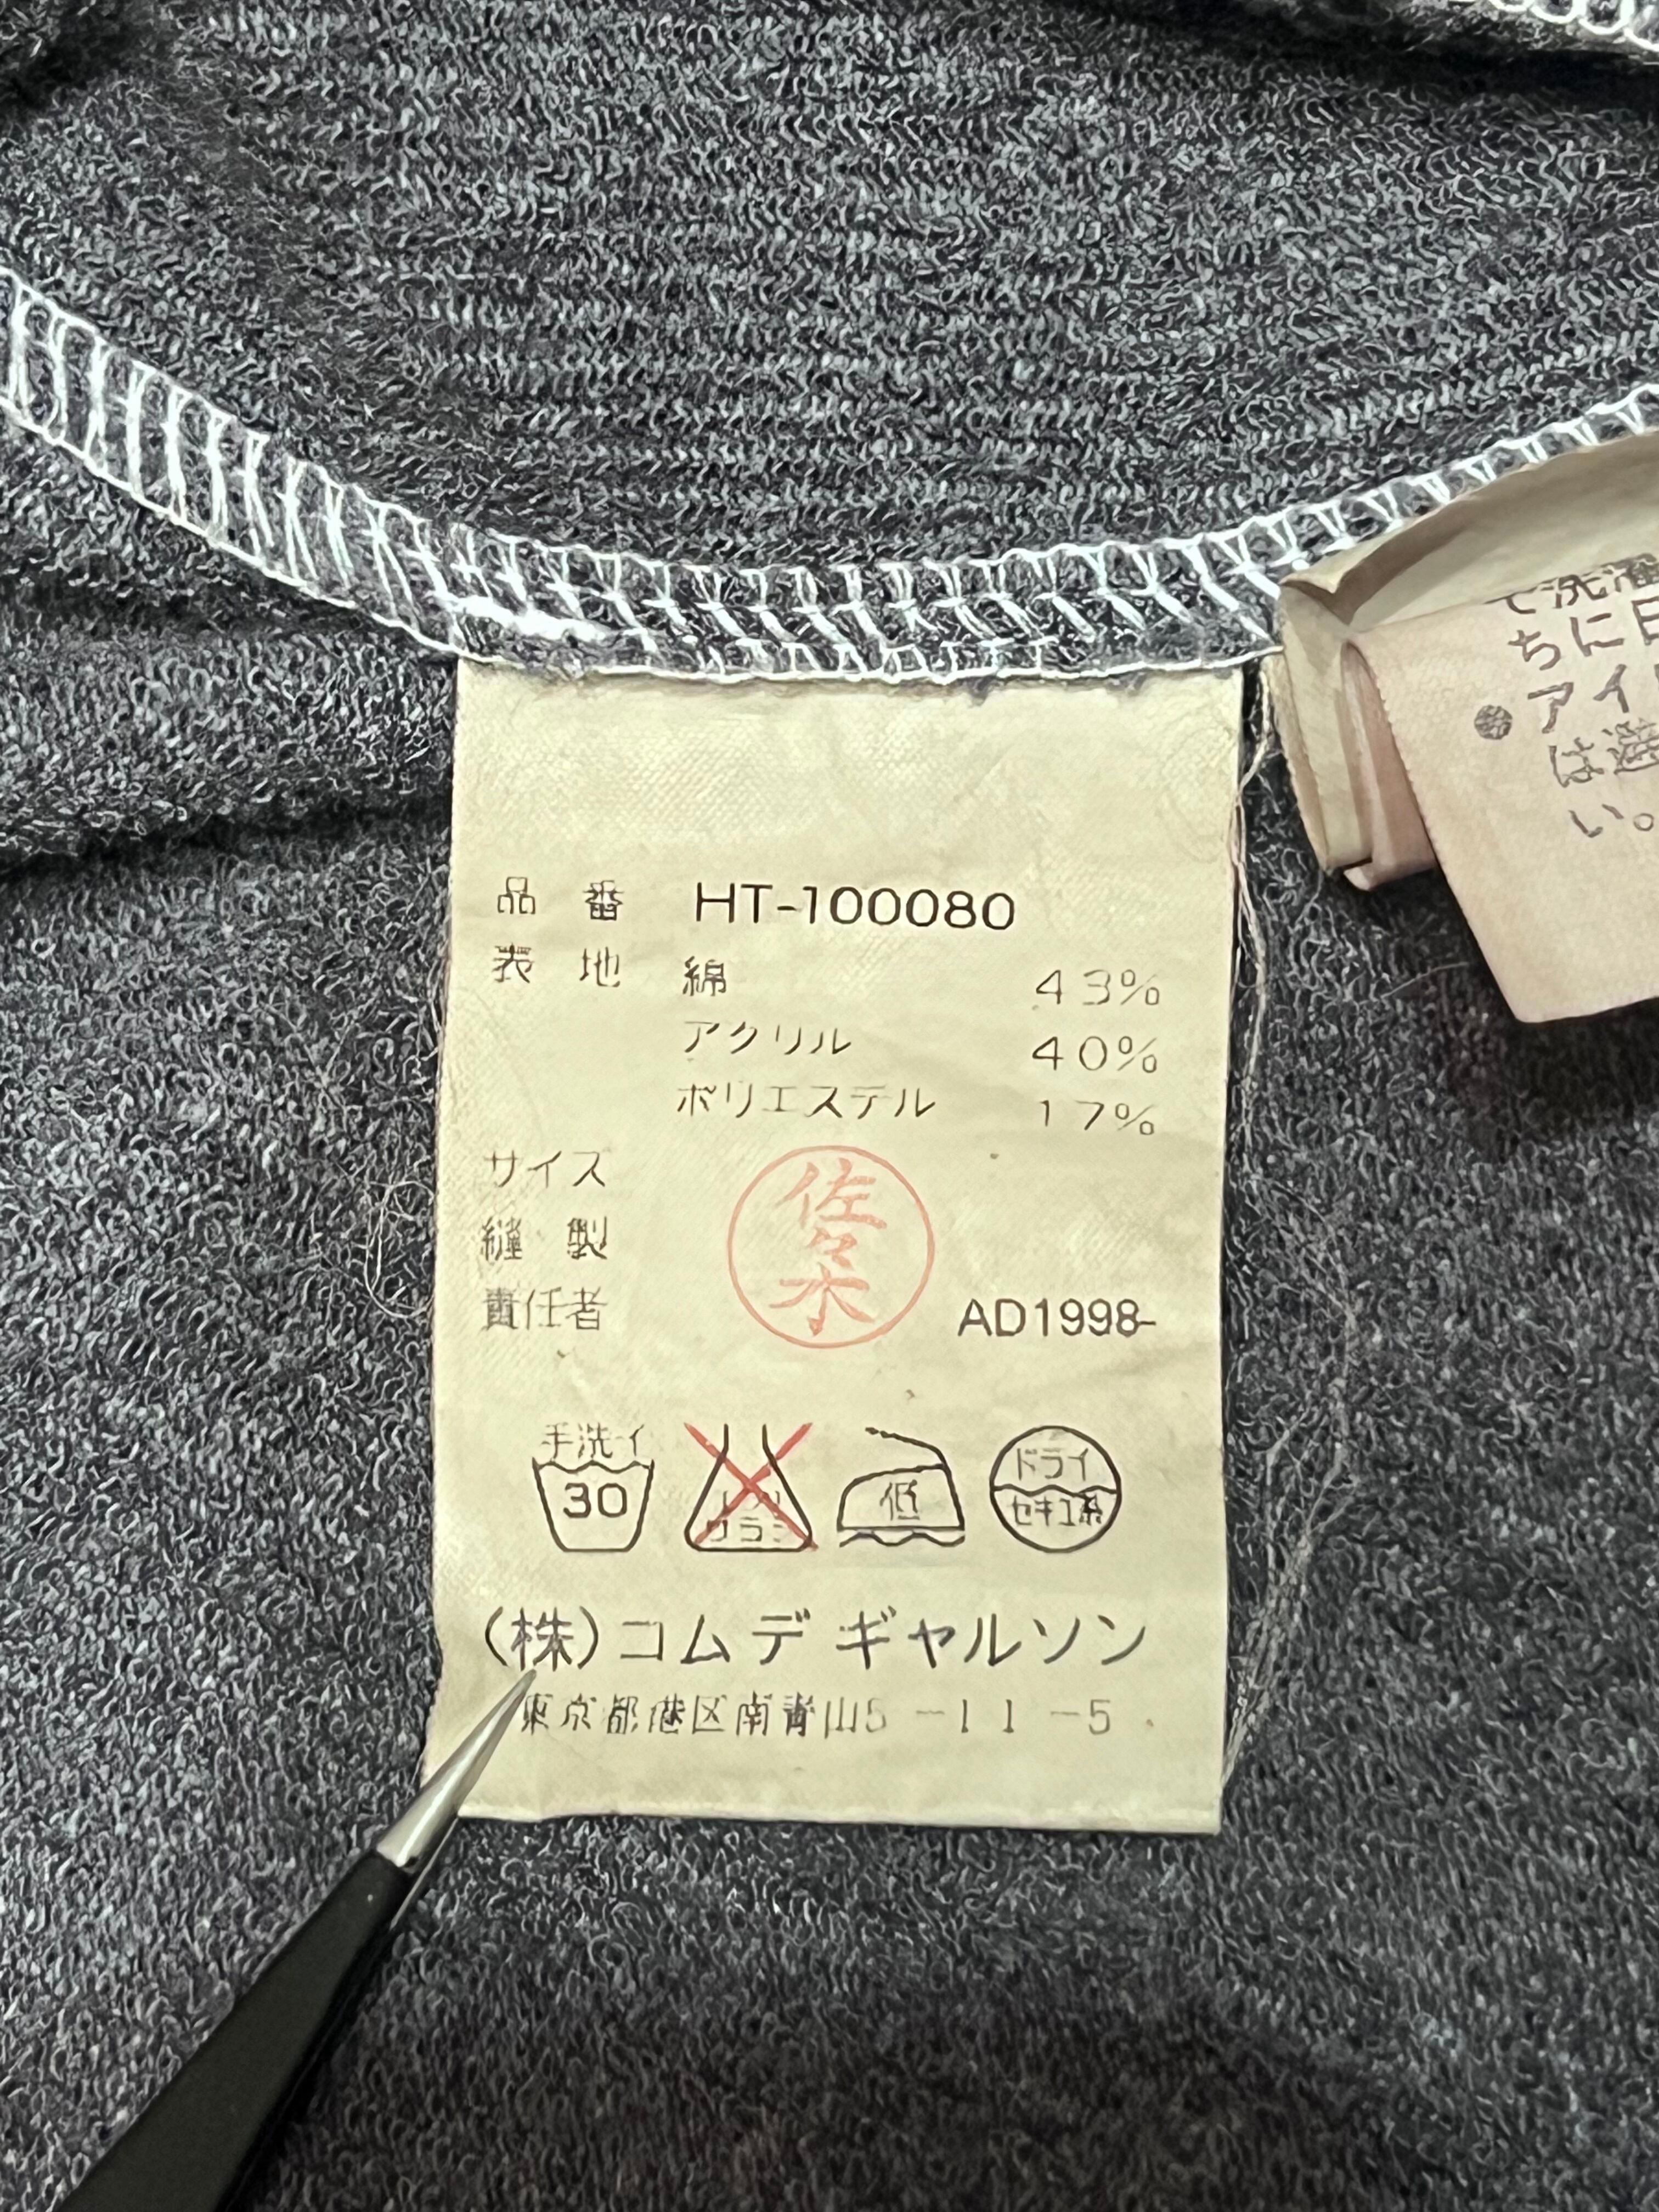 品番 HT-100080
表地 綿 43%
アクリル 40%
ポリエステル 17%
サイズ
縫製
責任者
佐々木
AD1998-
手洗イ
30
低
ドライ
セキユ系
(株)コムデ ギャルソン
東京都港区南青山5-11-5
で洗濯
ちに日
●アイ
は適
い。